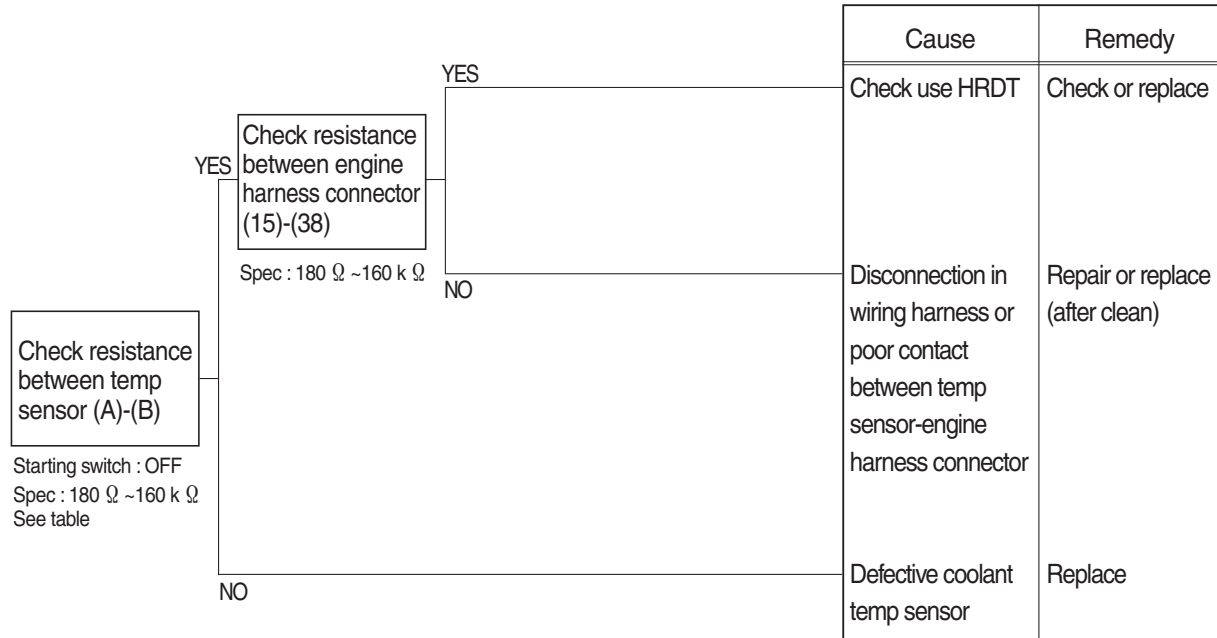 Cause
Remedy
YES
Check use HRDT
Check or replace
Check resistance
between engine
harness connector
(15)-(38)
YES
Spec : 180 Ω ~160 k Ω
NO
Disconnection in
wiring harness or
poor contact
between temp
sensor-engine
harness connector
Repair or replace
(after clean)
Check resistance
between temp
sensor (A)-(B)
Starting switch : OFF
Spec : 180 Ω ~160 k Ω
See table
NO
Defective coolant
temp sensor
Replace